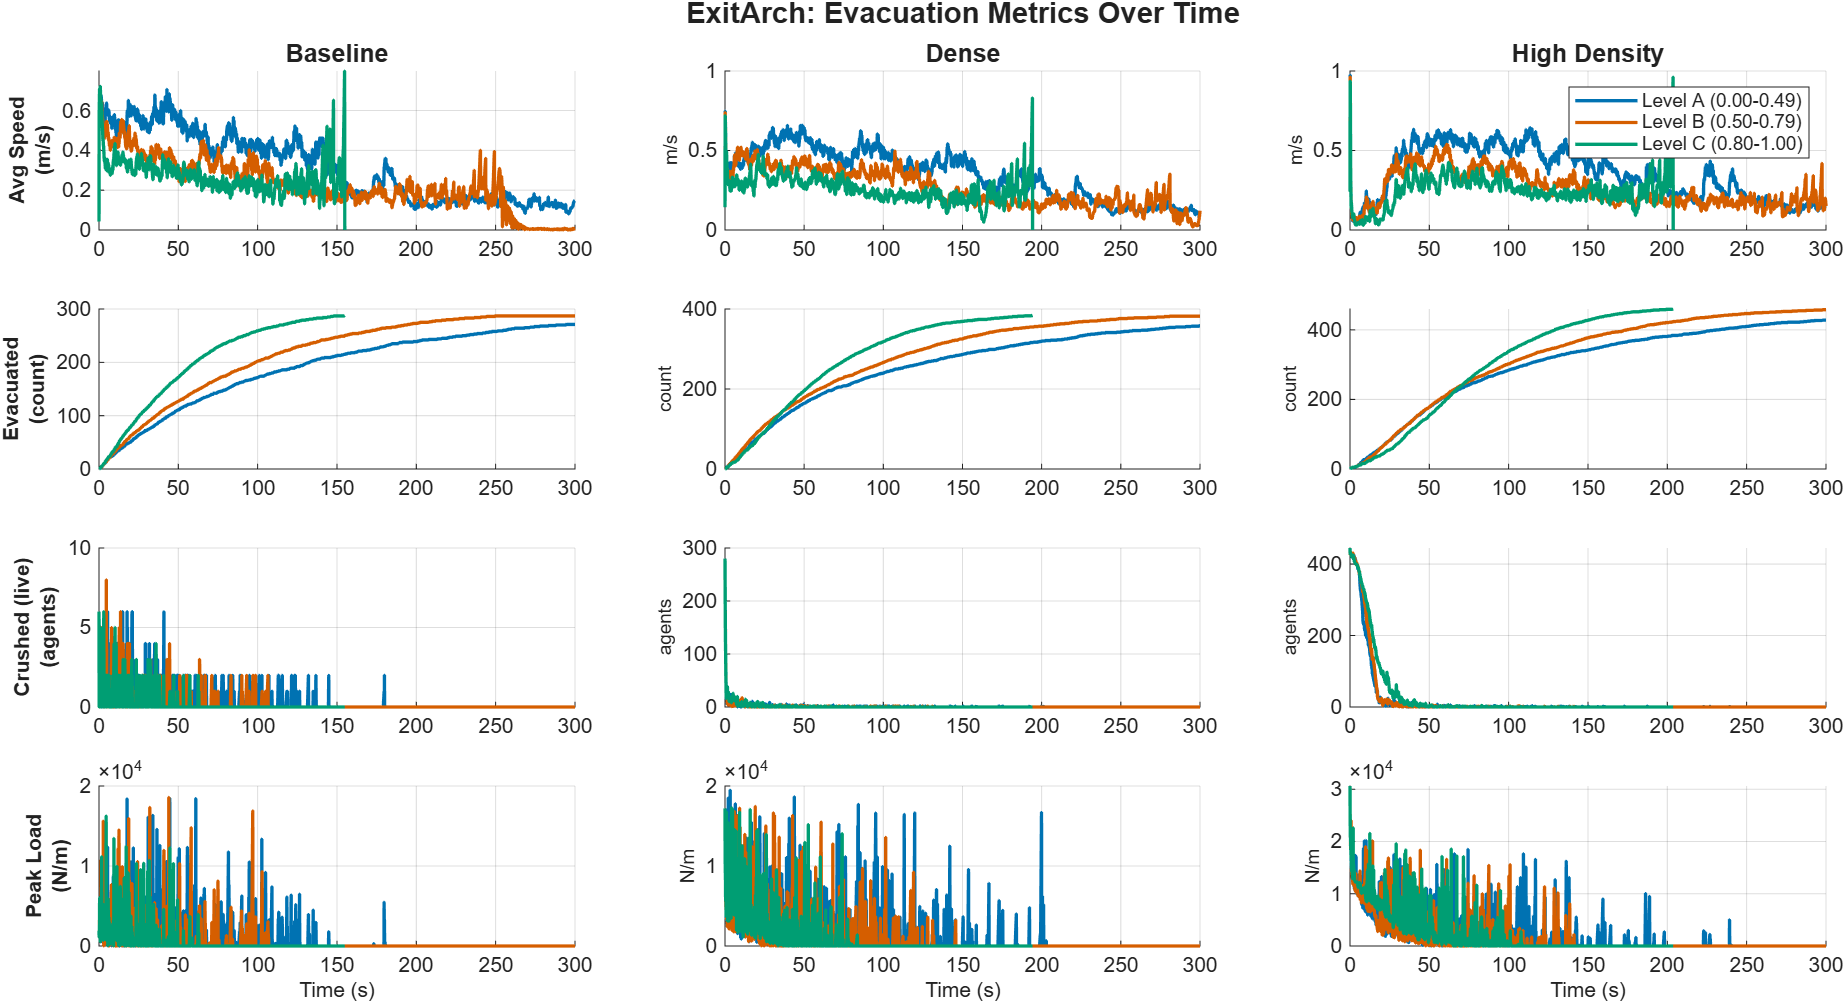 ExitArch: Evacuation Metrics Over Time
Baseline
Dense
High Density
Avg Speed
(m/s)
0.6
0.4
0.2
0
0 50 100 150 200 250 300
m/s
1
0.5
0
0 50 100 150 200 250 300
m/s
1
0.5
0
0 50 100 150 200 250 300
Level A (0.00-0.49)
Level B (0.50-0.79)
Level C (0.80-1.00)
Evacuated
(count)
300
200
100
0
0 50 100 150 200 250 300
count
400
200
0
0 50 100 150 200 250 300
count
400
200
0
0 50 100 150 200 250 300
Crushed (live)
(agents)
10
5
0
0 50 100 150 200 250 300
agents
300
200
100
0
0 50 100 150 200 250 300
agents
400
200
0
0 50 100 150 200 250 300
Peak Load
(N/m)
×10⁴
2
1
0
0 50 100 150 200 250 300
Time (s)
N/m
×10⁴
2
1
0
0 50 100 150 200 250 300
Time (s)
N/m
×10⁴
3
2
1
0
0 50 100 150 200 250 300
Time (s)